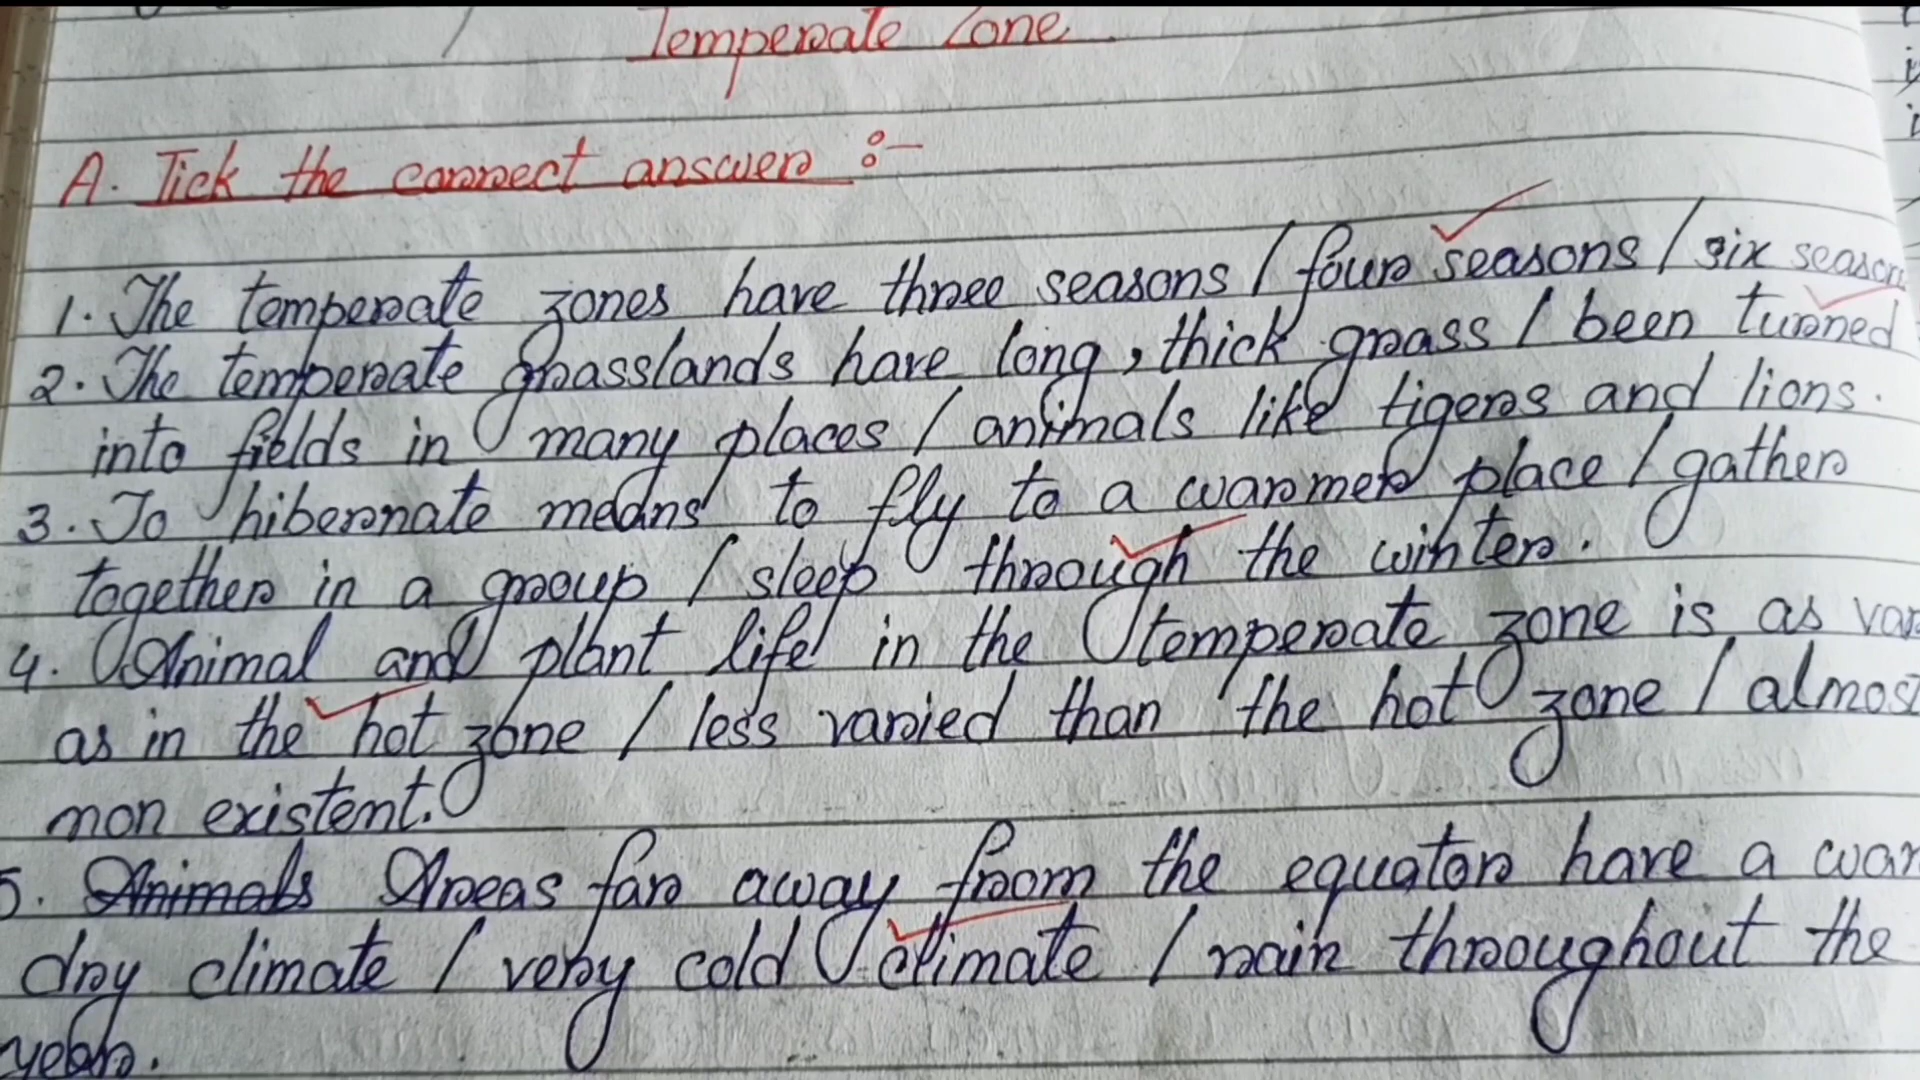 Temperate Zone
A. Tick the correct answer :-
1. The temperate zones have three seasons / four seasons / six season
2. The temperate grasslands have long, thick grass / been turned
into fields in many places / animals like tigers and lions.
3. To hibernate means to fly to a warmer place / gather
together in a group / sleep through the winter.
4. Animal and plant life in the temperate zone is as
as in the hot zone / less varied than the hot zone / almost
non existent.
5. Animals Areas far away from the equator have a
dry climate / very cold climate / rain throughout the
year.